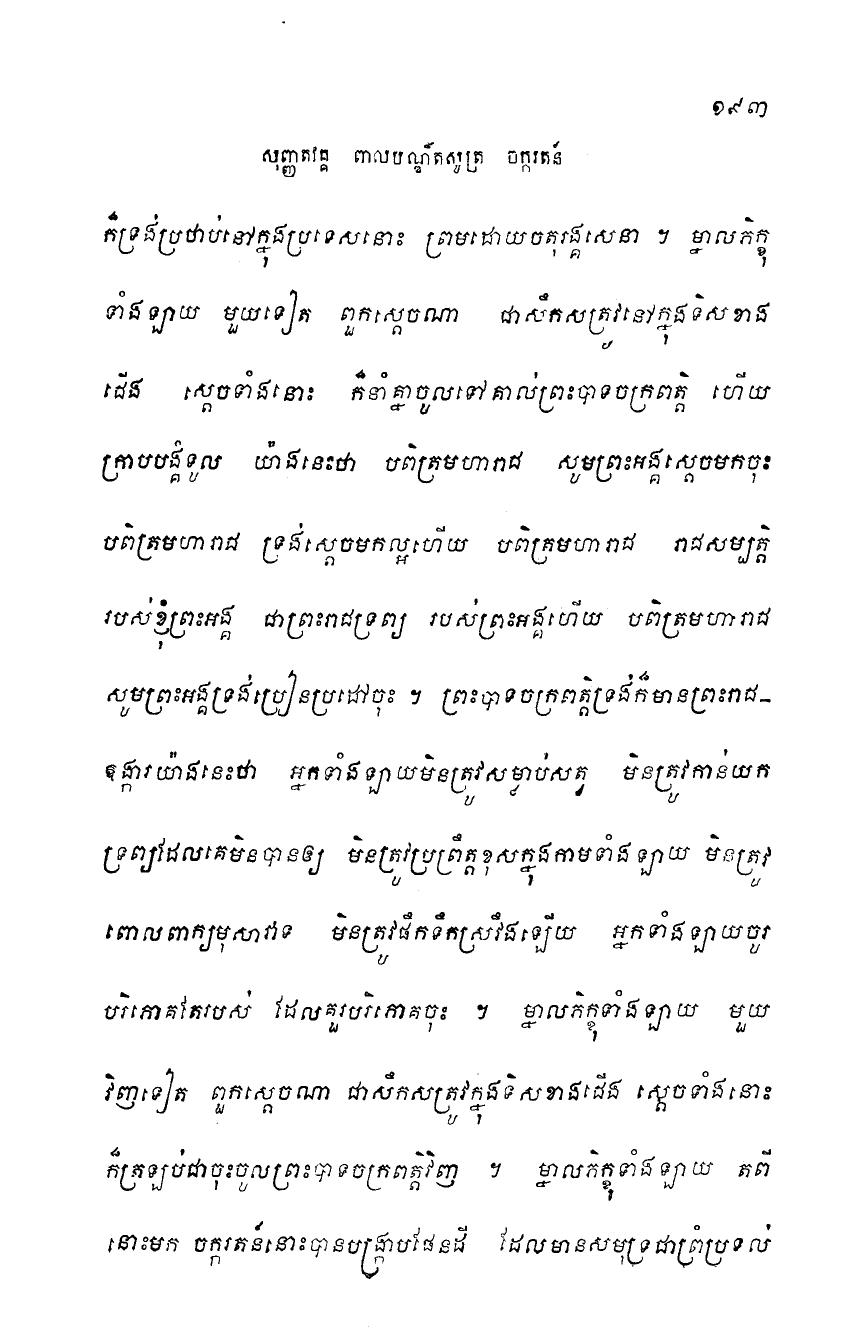 ១៩៣
សុញ្ញតវគ្គ ពាលបណ្ឌិតសូត្រ ចក្ករតន៍
ក៏ទ្រង់ប្រថាប់នៅក្នុងប្រទេសនោះ ព្រមដោយចតុរង្គសេនា ។ ម្នាលភិក្ខុ
ទាំងឡាយ មួយទៀត ពួកស្តេចណា ជាសឹកសត្រូវនៅក្នុងទិសខាង
ជើង ស្តេចទាំងនោះ ក៏នាំគ្នាចូលទៅគាល់ព្រះបាទចក្រពត្តិ ហើយ
ក្រាបបង្គំទូល យ៉ាងនេះថា បពិត្រមហារាជ សូមព្រះអង្គស្តេចមកចុះ
បពិត្រមហារាជ ទ្រង់ស្តេចមកល្អហើយ បពិត្រមហារាជ រាជសម្បត្តិ
របស់ខ្ញុំព្រះអង្គ ជាព្រះរាជទ្រព្យ របស់ព្រះអង្គហើយ បពិត្រមហារាជ
សូមព្រះអង្គទ្រង់ប្រៀនប្រដៅចុះ ។ ព្រះបាទចក្រពត្តិទ្រង់ក៏មានព្រះរាជ-
ឱង្ការយ៉ាងនេះថា អ្នកទាំងឡាយមិនត្រូវសម្លាប់សត្វ មិនត្រូវកាន់យក
ទ្រព្យដែលគេមិនបានឲ្យ មិនត្រូវប្រព្រឹត្តខុសក្នុងកាមទាំងឡាយ មិនត្រូវ
ពោលពាក្យមុសាវាទ មិនត្រូវផឹកទឹកស្រវឹងឡើយ អ្នកទាំងឡាយចូរ
បរិភោគតែរបស់ ដែលគួរបរិភោគចុះ ។ ម្នាលភិក្ខុទាំងឡាយ មួយ
វិញទៀត ពួកស្តេចណា ជាសឹកសត្រូវក្នុងទិសខាងជើង ស្តេចទាំងនោះ
ក៏ត្រឡប់ជាចុះចូលព្រះបាទចក្រពត្តិវិញ ។ ម្នាលភិក្ខុទាំងឡាយ តពី
នោះមក ចក្ករតន៍នោះបានបង្ក្រាបផែនដី ដែលមានសមុទ្រជាព្រំប្រទល់